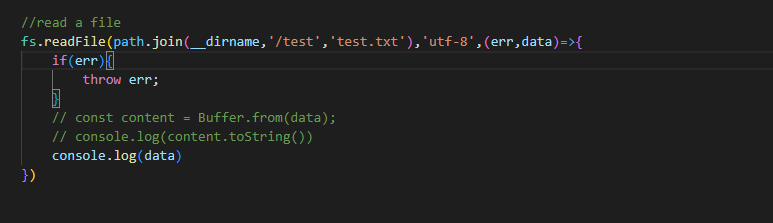 //read a file
fs.readFile(path.join(__dirname,'/test','test.txt'),'utf-8',(err,data)=>{
    if(err){
        throw err;
    }
    // const content = Buffer.from(data);
    // console.log(content.toString())
    console.log(data)
})